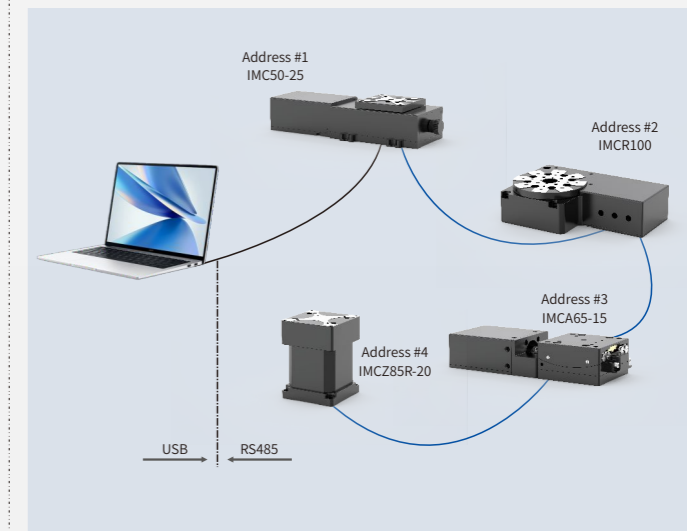 Address #1
IMC50-25
Address #2
IMCR100
Address #3
IMCA65-15
Address #4
IMCZ85R-20
USB
RS485